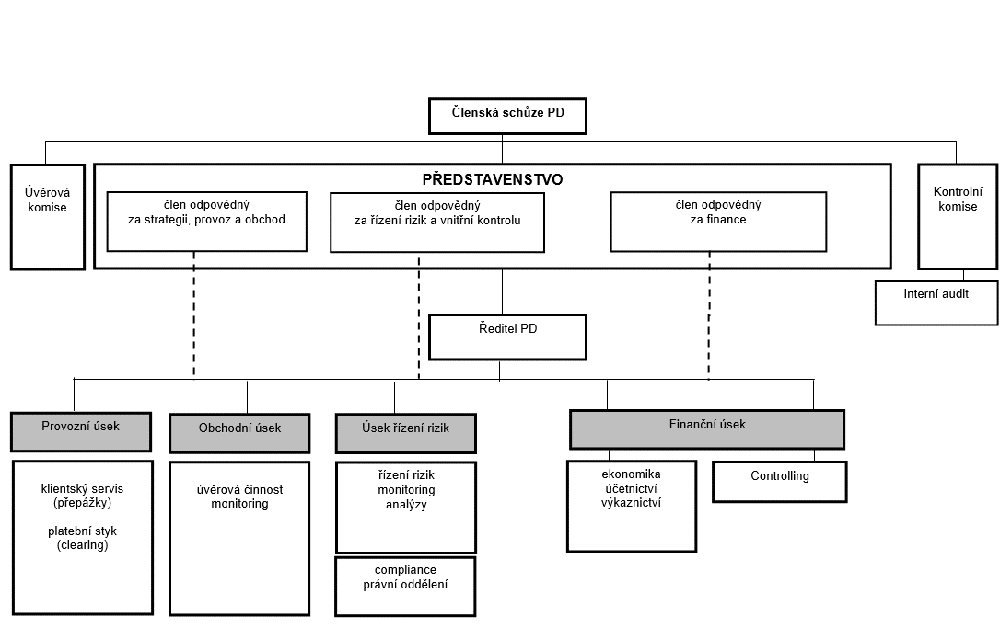 Členská schůze PD
Úvěrová
komise
PŘEDSTAVENSTVO
člen odpovědný
za strategii, provoz a obchod
člen odpovědný
za řízení rizik a vnitřní kontrolu
člen odpovědný
za finance
Kontrolní
komise
Interní audit
Ředitel PD
Provozní úsek
Obchodní úsek
Úsek řízení rizik
Finanční úsek
klientský servis
(přepážky)
platební styk
(clearing)
úvěrová činnost
monitoring
řízení rizik
monitoring
analýzy
compliance
právní oddělení
ekonomika
účetnictví
výkaznictví
Controlling